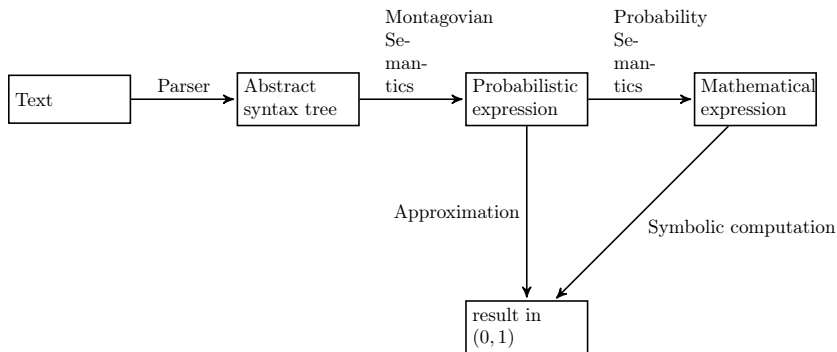 Text
Parser
Abstract
syntax tree
Montagovian
Se-
man-
tics
Probabilistic
expression
Probability
Se-
man-
tics
Mathematical
expression
Approximation
Symbolic computation
result in
(0, 1)